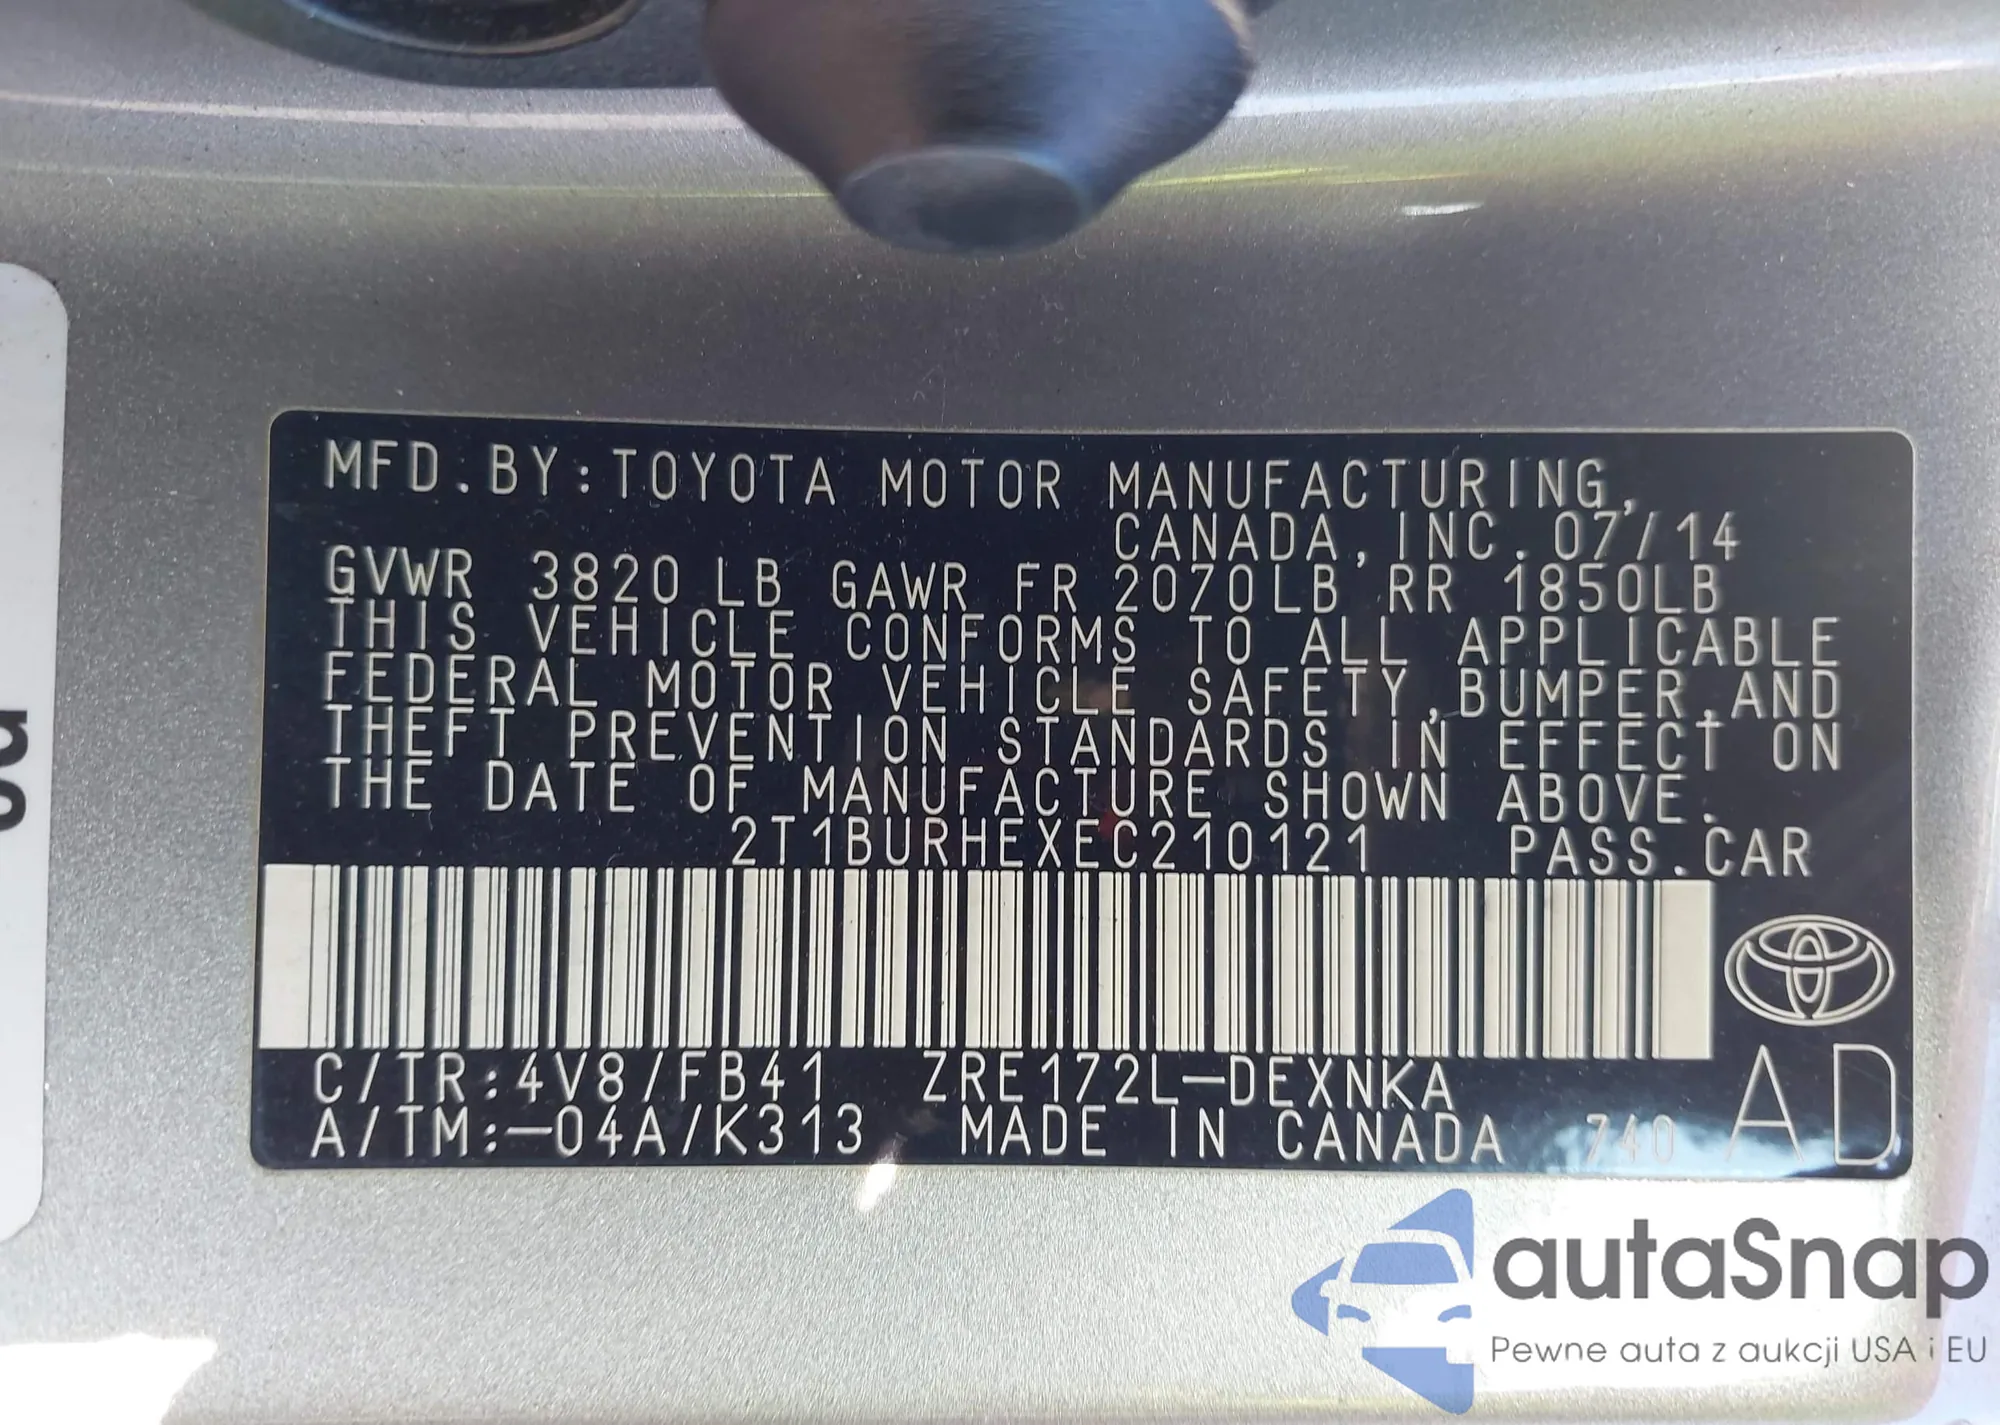 MFD.BY:TOYOTA MOTOR MANUFACTURING,
CANADA,INC.07/14
GVWR 3820 LB GAWR FR 2070LB RR 1850LB
THIS VEHICLE CONFORMS TO ALL APPLICABLE
FEDERAL MOTOR VEHICLE SAFETY,BUMPER,AND
THEFT PREVENTION STANDARDS IN EFFECT ON
THE DATE OF MANUFACTURE SHOWN ABOVE.
2T1BURHEXEC210121 PASS.CAR
C/TR:4V8/FB41 ZRE172L-DEXNKA
A/TM:-04A/K313 MADE IN CANADA 740 AD
autaSnap
Pewne auta z aukcji USA i EU